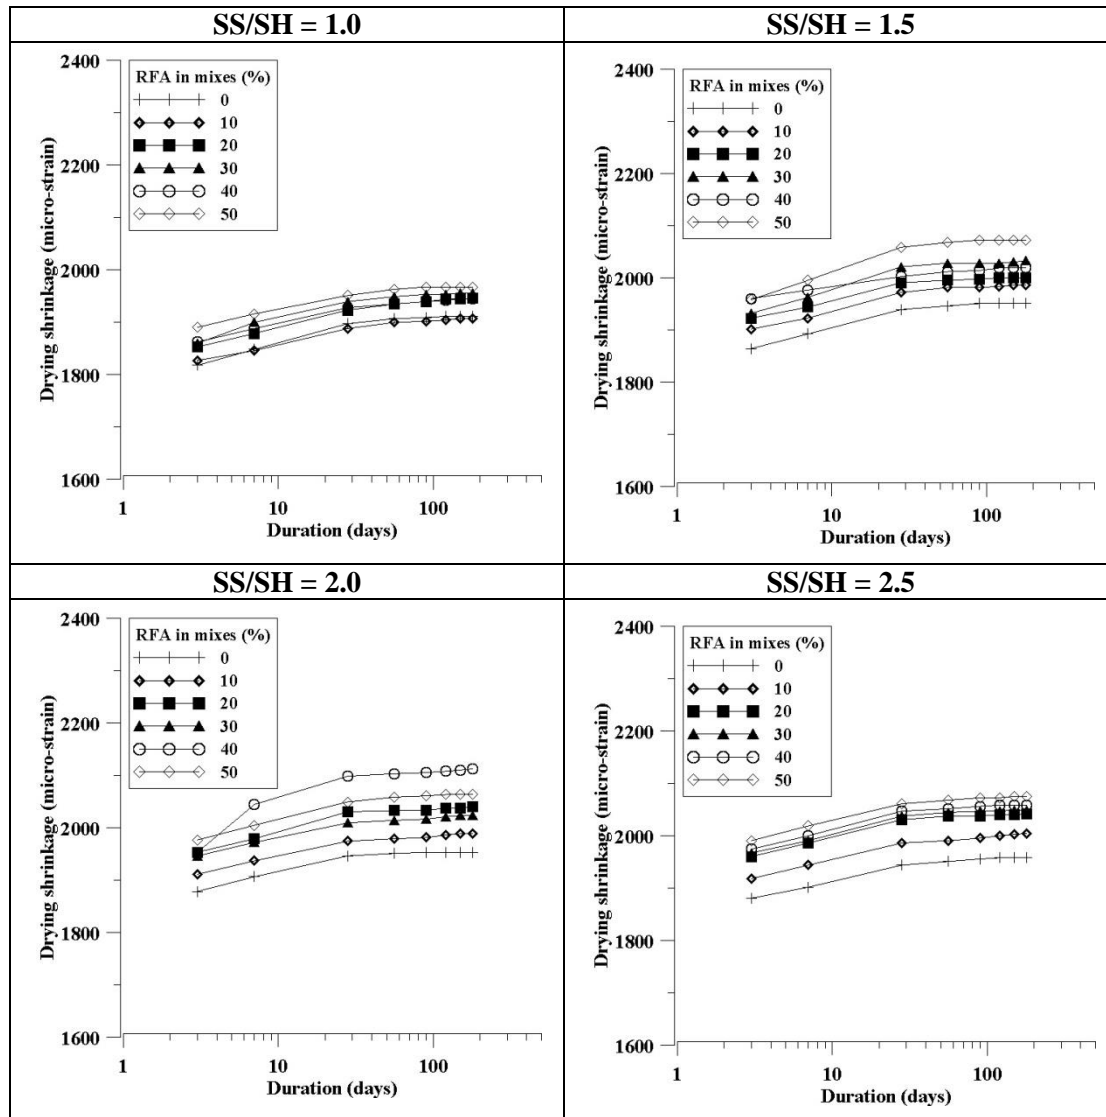 SS/SH = 1.0
2400
2200
2000
1800
1600
Drying shrinkage (micro-strain)
RFA in mixes (%)
0
10
20
30
40
50
1 10 100
Duration (days)
SS/SH = 1.5
2400
2200
2000
1800
1600
Drying shrinkage (micro-strain)
RFA in mixes (%)
0
10
20
30
40
50
1 10 100
Duration (days)
SS/SH = 2.0
2400
2200
2000
1800
1600
Drying shrinkage (micro-strain)
RFA in mixes (%)
0
10
20
30
40
50
1 10 100
Duration (days)
SS/SH = 2.5
2400
2200
2000
1800
1600
Drying shrinkage (micro-strain)
RFA in mixes (%)
0
10
20
30
40
50
1 10 100
Duration (days)